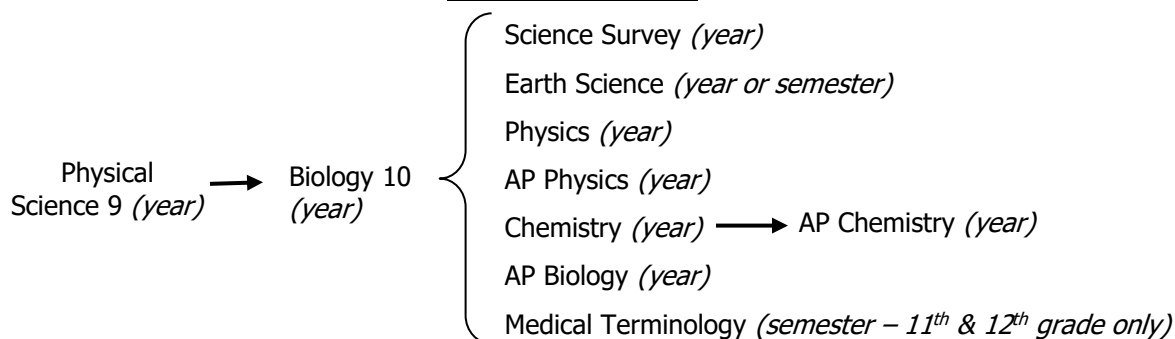 Science Survey (year)
Earth Science (year or semester)
Physics (year)
Physical
Science 9 (year)
Biology 10
(year)
AP Physics (year)
Chemistry (year)
AP Chemistry (year)
AP Biology (year)
Medical Terminology (semester – 11th & 12th grade only)